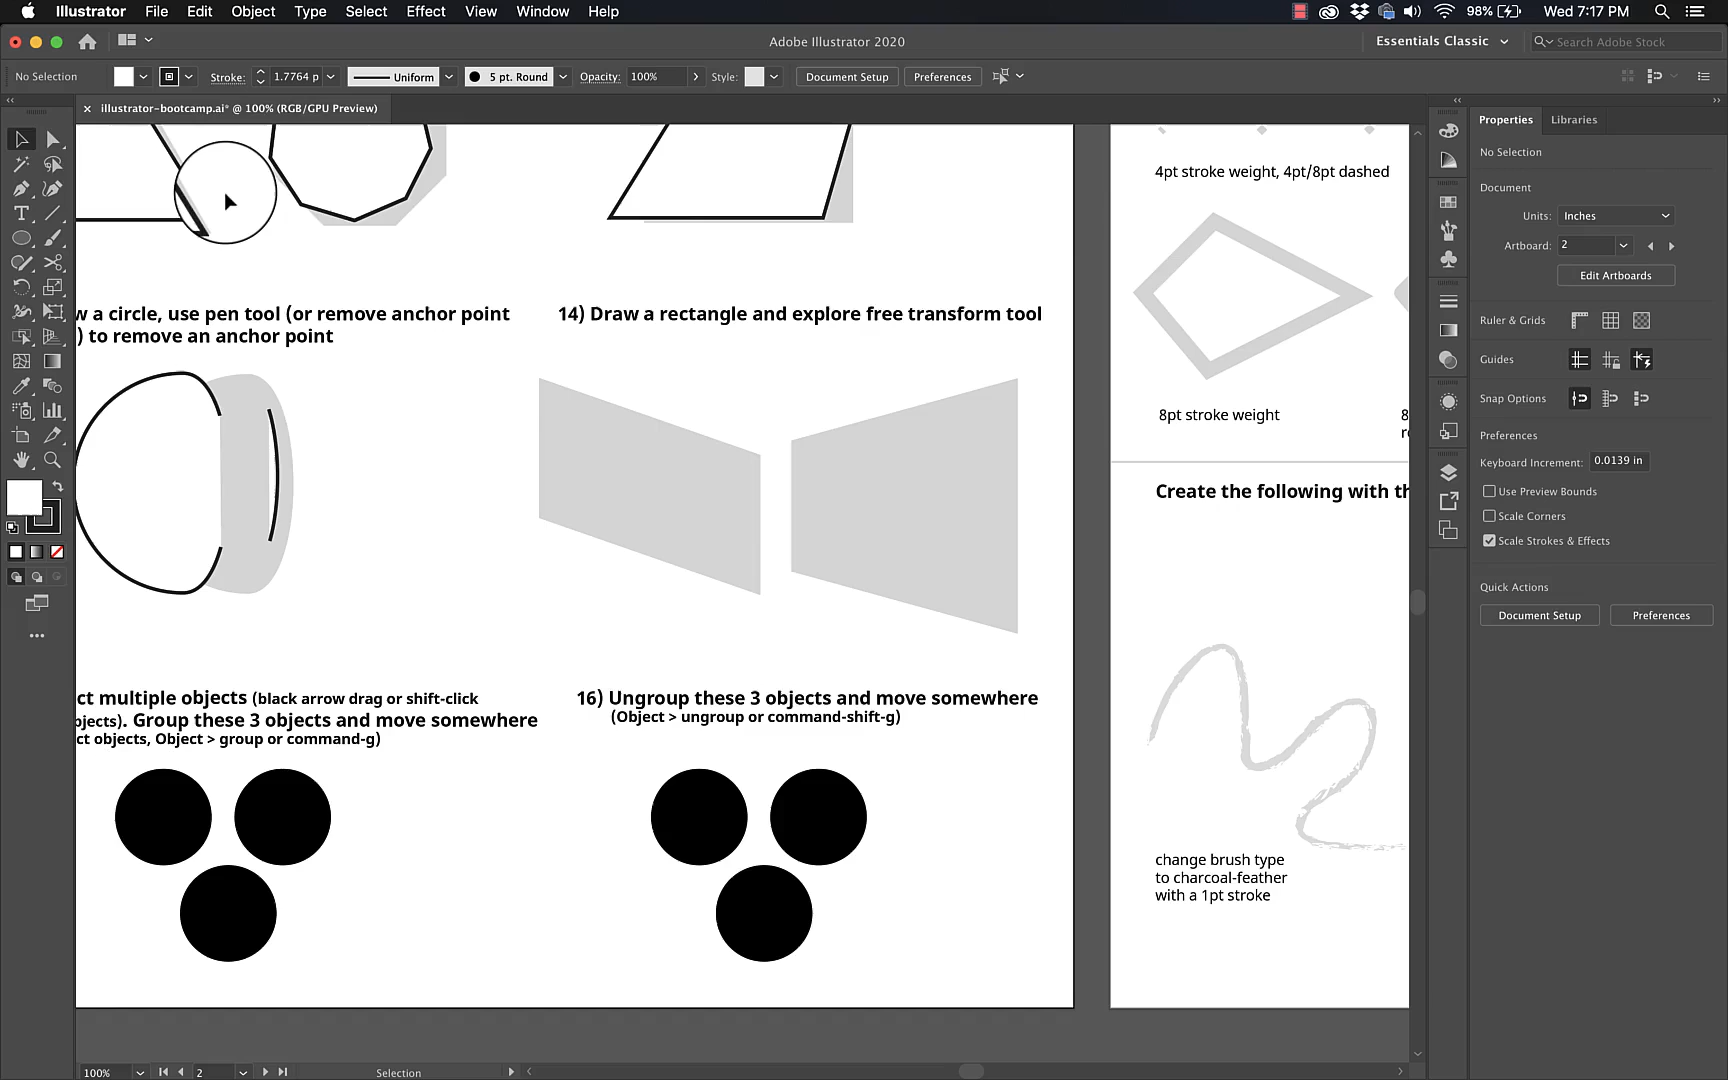 Illustrator File Edit Object Type Select Effect View Window Help
98% Wed 7:17 PM
Adobe Illustrator 2020
Essentials Classic
Search Adobe Stock
No Selection
Stroke: 1.7764 p
Uniform
5 pt. Round
Opacity: 100%
Style:
Document Setup
Preferences
illustrator-bootcamp.ai* @ 100% (RGB/GPU Preview)
w a circle, use pen tool (or remove anchor point
) to remove an anchor point
14) Draw a rectangle and explore free transform tool
ct multiple objects (black arrow drag or shift-click
bjects). Group these 3 objects and move somewhere
ct objects, Object > group or command-g)
16) Ungroup these 3 objects and move somewhere
(Object > ungroup or command-shift-g)
4pt stroke weight, 4pt/8pt dashed
8pt stroke weight
8
r
Create the following with th
change brush type
to charcoal-feather
with a 1pt stroke
Properties Libraries
No Selection
Document
Units: Inches
Artboard: 2
Edit Artboards
Ruler & Grids
Guides
Snap Options
Preferences
Keyboard Increment: 0.0139 in
Use Preview Bounds
Scale Corners
Scale Strokes & Effects
Quick Actions
Document Setup Preferences
100% 2 Selection